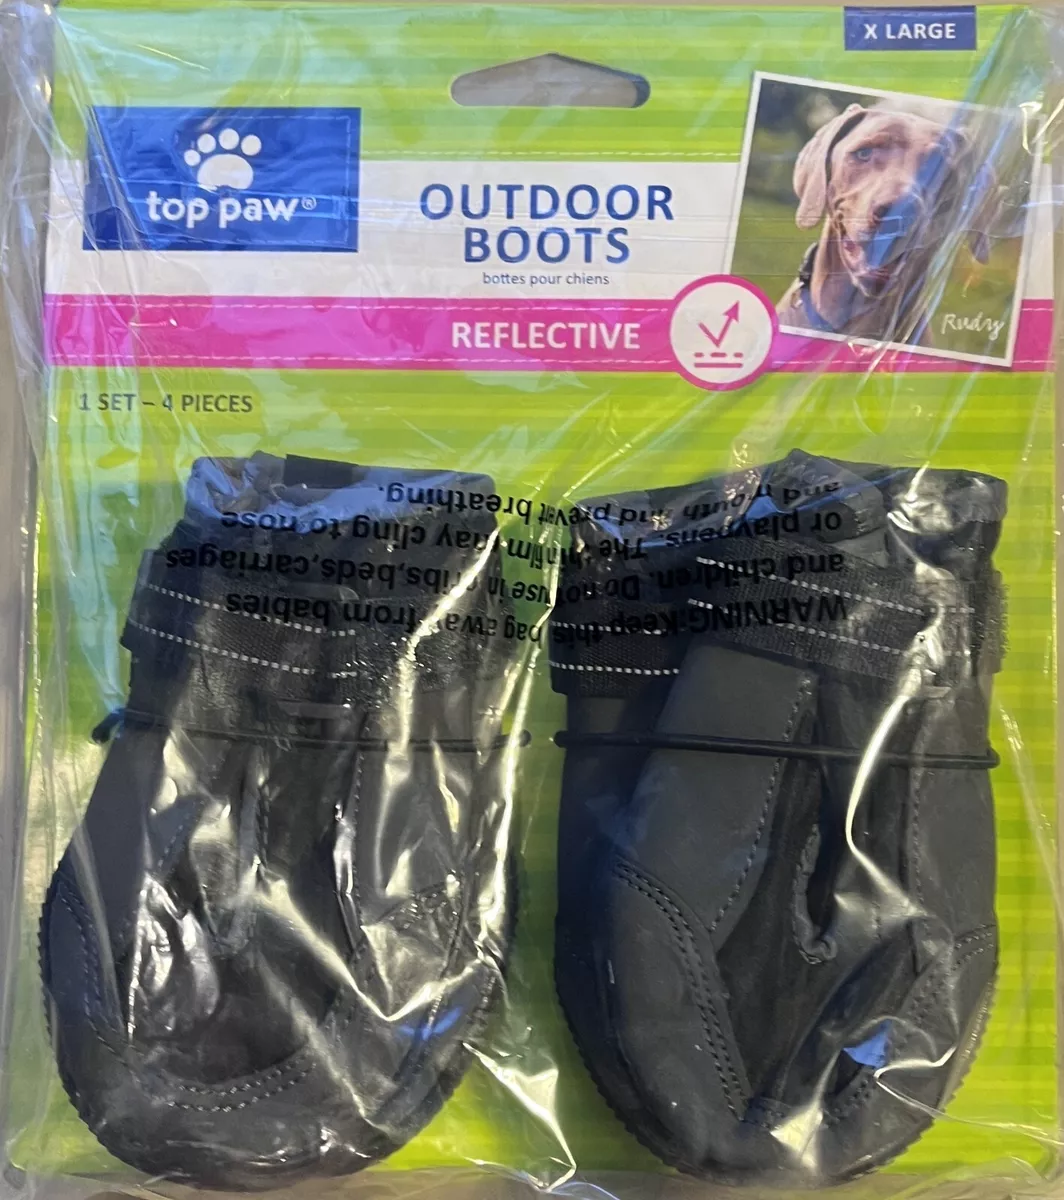 X LARGE
top paw®
OUTDOOR
BOOTS
bottes pour chiens
REFLECTIVE
Rudy
1 SET – 4 PIECES
WARNING:Keep this bag away from babies
and children. Do not use in cribs,beds,carriages
or playpens. The thin film may cling to nose
and mouth and prevent breathing.